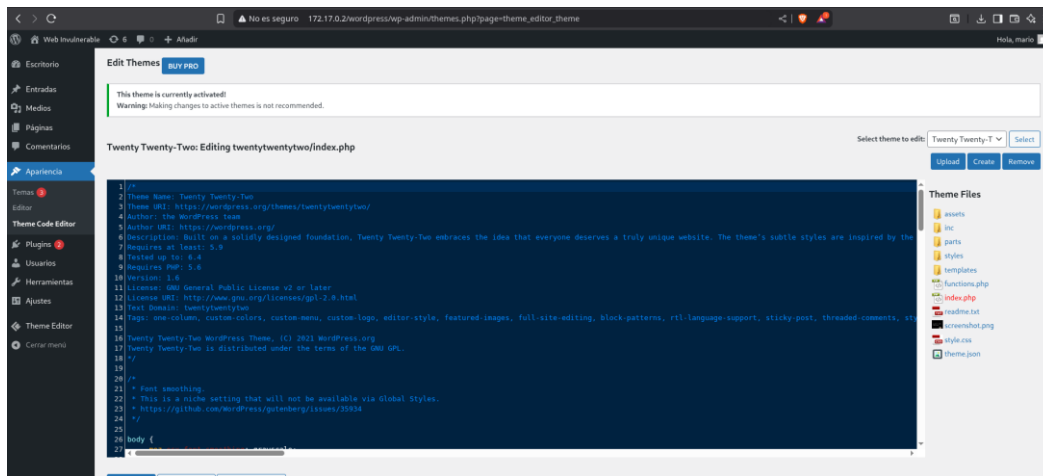 No es seguro 172.17.0.2/wordpress/wp-admin/themes.php?page=theme_editor_theme
Web Invulnerable 6 0 + Añadir
Hola, mario
Escritorio
Entradas
Medios
Páginas
Comentarios
Apariencia
Temas 3
Editor
Theme Code Editor
Plugins 2
Usuarios
Herramientas
Ajustes
Theme Editor
Cerrar menú
Edit Themes BUY PRO
This theme is currently activated!
Warning: Making changes to active themes is not recommended.
Select theme to edit: Twenty Twenty-T Select
Twenty Twenty-Two: Editing twentytwentytwo/index.php
Upload Create Remove
1 /*
2 Theme Name: Twenty Twenty-Two
3 Theme URI: https://wordpress.org/themes/twentytwentytwo/
4 Author: the WordPress team
5 Author URI: https://wordpress.org/
6 Description: Built on a solidly designed foundation, Twenty Twenty-Two embraces the idea that everyone deserves a truly unique website. The theme's subtle styles are inspired by the
7 Requires at least: 5.9
8 Tested up to: 6.4
9 Requires PHP: 5.6
10 Version: 1.6
11 License: GNU General Public License v2 or later
12 License URI: http://www.gnu.org/licenses/gpl-2.0.html
13 Text Domain: twentytwentytwo
14 Tags: one-column, custom-colors, custom-menu, custom-logo, editor-style, featured-images, full-site-editing, block-patterns, rtl-language-support, sticky-post, threaded-comments, sty
15
16 Twenty Twenty-Two WordPress Theme, (C) 2021 WordPress.org
17 Twenty Twenty-Two is distributed under the terms of the GNU GPL.
18 */
19
20 /*
21 * Font smoothing.
22 * This is a niche setting that will not be available via Global Styles.
23 * https://github.com/WordPress/gutenberg/issues/35934
24 */
25
26 body {
27
Theme Files
assets
inc
parts
styles
templates
functions.php
index.php
readme.txt
screenshot.png
style.css
theme.json